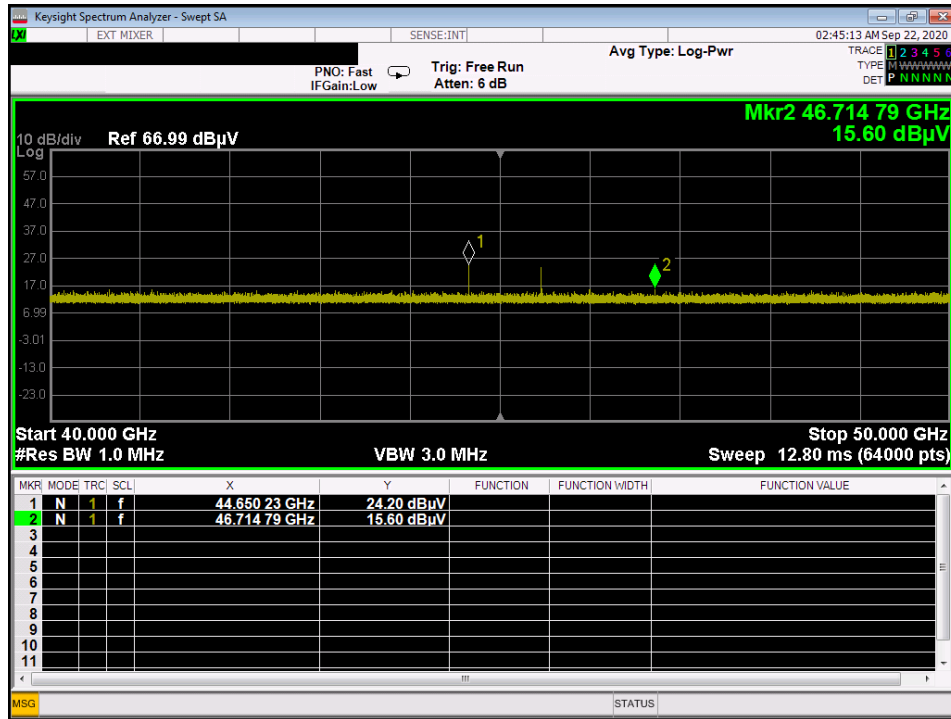 Keysight Spectrum Analyzer - Swept SA
LXI EXT MIXER SENSE:INT 02:45:13 AM Sep 22, 2020
Avg Type: Log-Pwr TRACE 1 2 3 4 5 6
PNO: Fast Trig: Free Run TYPE M WWWWW
IFGain:Low Atten: 6 dB DET P N N N N N
Mkr2 46.714 79 GHz
10 dB/div Ref 66.99 dBµV 15.60 dBµV
Log
57.0
47.0
37.0
1
27.0
2
17.0
6.99
-3.01
-13.0
-23.0
Start 40.000 GHz Stop 50.000 GHz
#Res BW 1.0 MHz VBW 3.0 MHz Sweep 12.80 ms (64000 pts)
MKR MODE TRC SCL X Y FUNCTION FUNCTION WIDTH FUNCTION VALUE
1 N 1 f 44.650 23 GHz 24.20 dBµV
2 N 1 f 46.714 79 GHz 15.60 dBµV
3
4
5
6
7
8
9
10
11
MSG STATUS